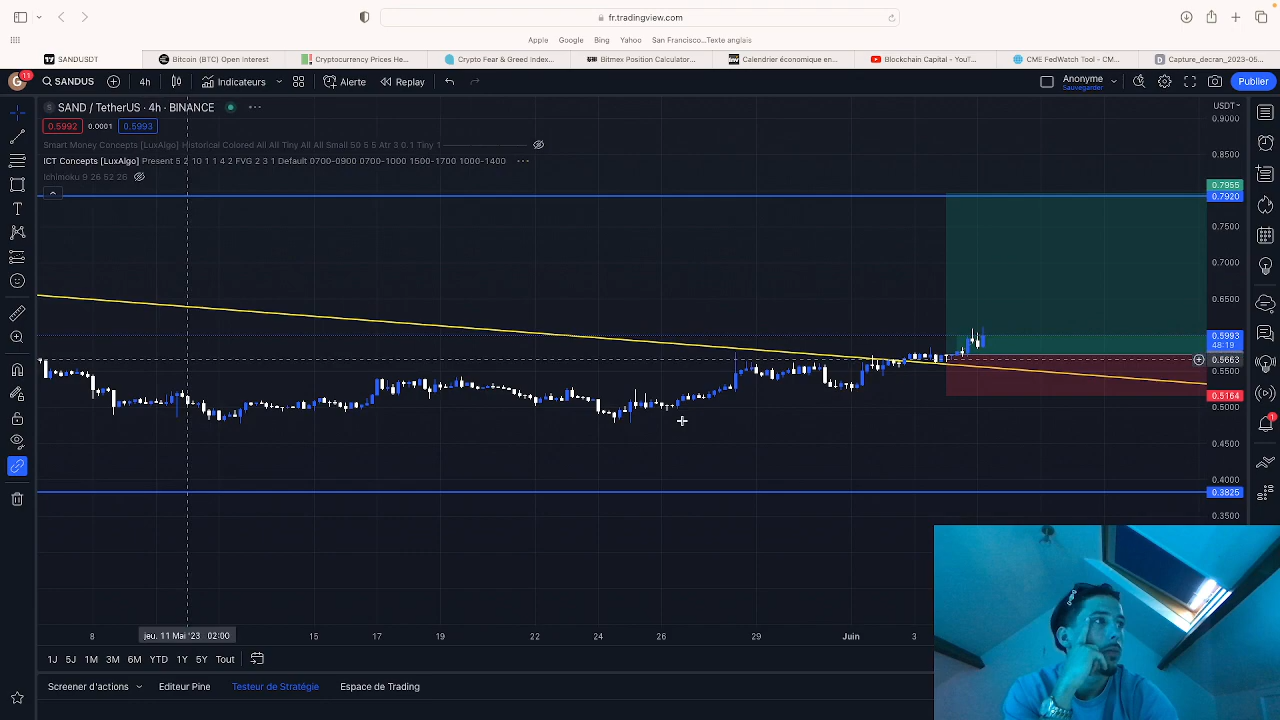 fr.tradingview.com
Apple Google Bing Yahoo San Francisco...Texte anglais
SANDUSDT
Bitcoin (BTC) Open Interest
Cryptocurrency Prices He...
Crypto Fear & Greed Index...
Bitmex Position Calculator...
Calendrier économique en...
Blockchain Capital - YouT...
CME FedWatch Tool - CM...
Capture_decran_2023-05...
G 11 SANDUS 4h Indicateurs Alerte Replay Anonyme Sauvegarder Publier
S SAND / TetherUS · 4h · BINANCE
0.5992 0.0001 0.5993
Smart Money Concepts [LuxAlgo] Historical Colored All All Tiny All All Small 50 5 5 Atr 3 0.1 Tiny 1
ICT Concepts [LuxAlgo] Present 5 2 10 1 1 4 2 FVG 2 3 1 Default 0700-0900 0700-1000 1500-1700 1000-1400
Ichimoku 9 26 52 26
USDT
0.9000
0.8500
0.7955
0.7920
0.7500
0.7000
0.6500
0.5993
48:19
0.5663
0.5500
0.5164
0.5000
0.4500
0.4000
0.3825
0.3500
8 jeu. 11 Mai '23 02:00 15 17 19 22 24 26 29 Juin 3
1J 5J 1M 3M 6M YTD 1Y 5Y Tout
Screener d'actions Editeur Pine Testeur de Stratégie Espace de Trading
1